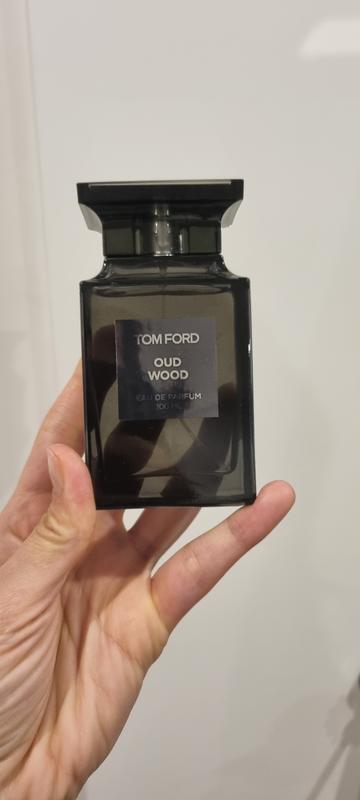 TOM FORD
OUD
WOOD
EAU DE PARFUM
100 ML